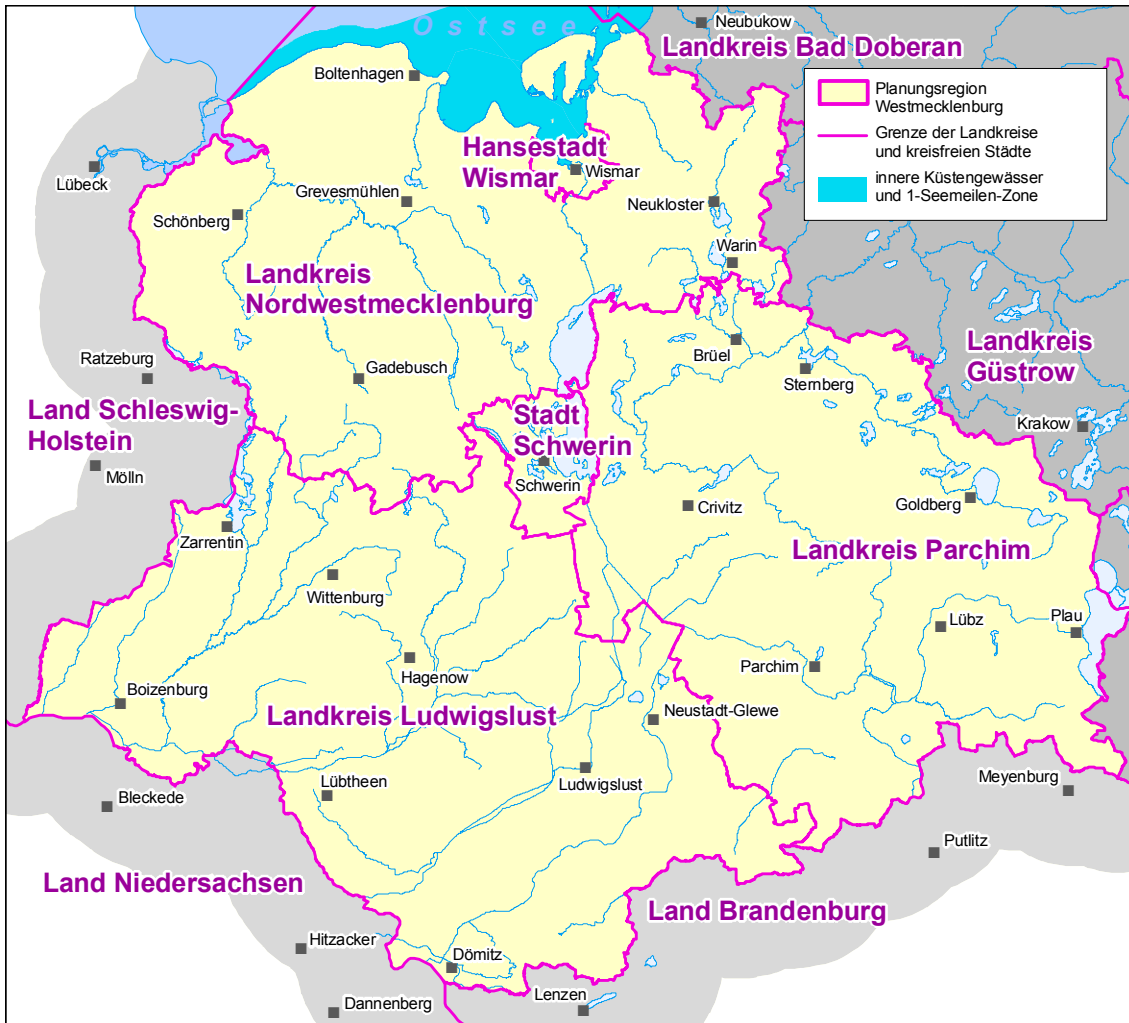 Ostsee
Neubukow
Landkreis Bad Doberan
Boltenhagen
Planungsregion
Westmecklenburg
Grenze der Landkreise
und kreisfreien Städte
innere Küstengewässer
und 1-Seemeilen-Zone
Hansestadt
Wismar
Wismar
Lübeck
Grevesmühlen
Neukloster
Schönberg
Warin
Landkreis
Nordwestmecklenburg
Brüel
Sternberg
Landkreis
Güstrow
Ratzeburg
Gadebusch
Land Schleswig-
Holstein
Stadt
Schwerin
Schwerin
Krakow
Mölln
Crivitz
Goldberg
Zarrentin
Landkreis Parchim
Wittenburg
Lübz
Plau
Hagenow
Parchim
Boizenburg
Landkreis Ludwigslust
Neustadt-Glewe
Lübtheen
Ludwigslust
Meyenburg
Bleckede
Putlitz
Land Niedersachsen
Land Brandenburg
Hitzacker
Dömitz
Dannenberg
Lenzen